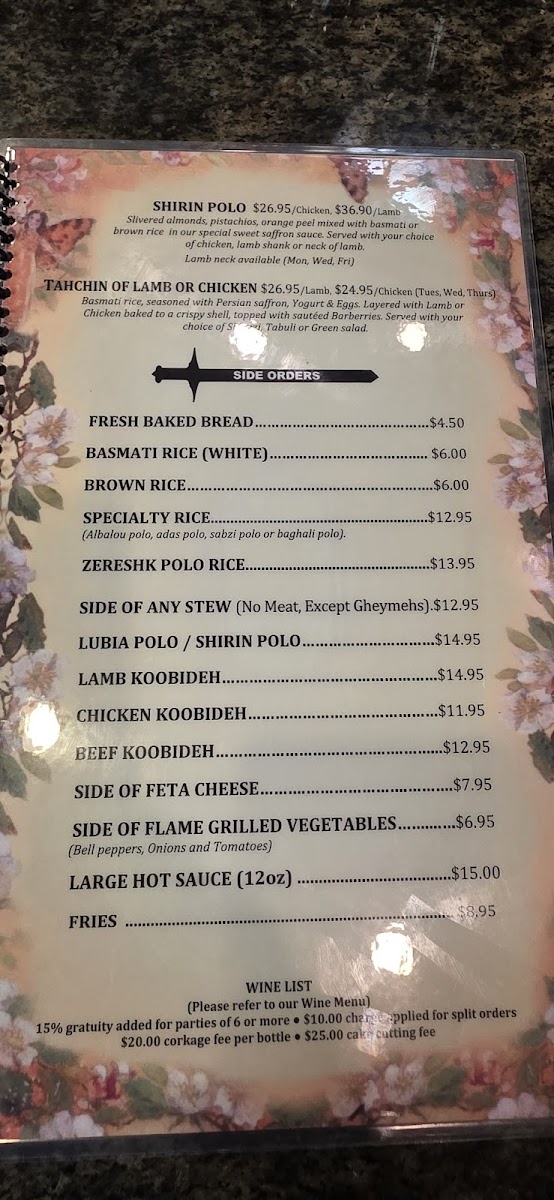 SHIRIN POLO $26.95/Chicken, $36.90/Lamb
Slivered almonds, pistachios, orange peel mixed with basmati or
brown rice in our special sweet saffron sauce. Served with your choice
of chicken, lamb shank or neck of lamb.
Lamb neck available (Mon, Wed, Fri)
TAHCHIN OF LAMB OR CHICKEN $26.95/Lamb, $24.95/Chicken (Tues, Wed, Thurs)
Basmati rice, seasoned with Persian saffron, Yogurt & Eggs. Layered with Lamb or
Chicken baked to a crispy shell, topped with sautéed Barberries. Served with your
choice of Tabuli or Green salad.
SIDE ORDERS
FRESH BAKED BREAD................................................$4.50
BASMATI RICE (WHITE)........................................... $6.00
BROWN RICE..................................................................$6.00
SPECIALTY RICE...........................................................$12.95
(Albalou polo, adas polo, sabzi polo or baghali polo).
ZERESHK POLO RICE..................................................$13.95
SIDE OF ANY STEW (No Meat, Except Gheymehs).$12.95
LUBIA POLO / SHIRIN POLO...................................$14.95
LAMB KOOBIDEH.........................................................$14.95
CHICKEN KOOBIDEH..................................................$11.95
BEEF KOOBIDEH............................................................$12.95
SIDE OF FETA CHEESE..................................................$7.95
SIDE OF FLAME GRILLED VEGETABLES..............$6.95
(Bell peppers, Onions and Tomatoes)
LARGE HOT SAUCE (12oz) .......................................$15.00
FRIES ................................................................................. $8,95
WINE LIST
(Please refer to our Wine Menu)
15% gratuity added for parties of 6 or more • $10.00 charge applied for split orders
$20.00 corkage fee per bottle • $25.00 cake cutting fee